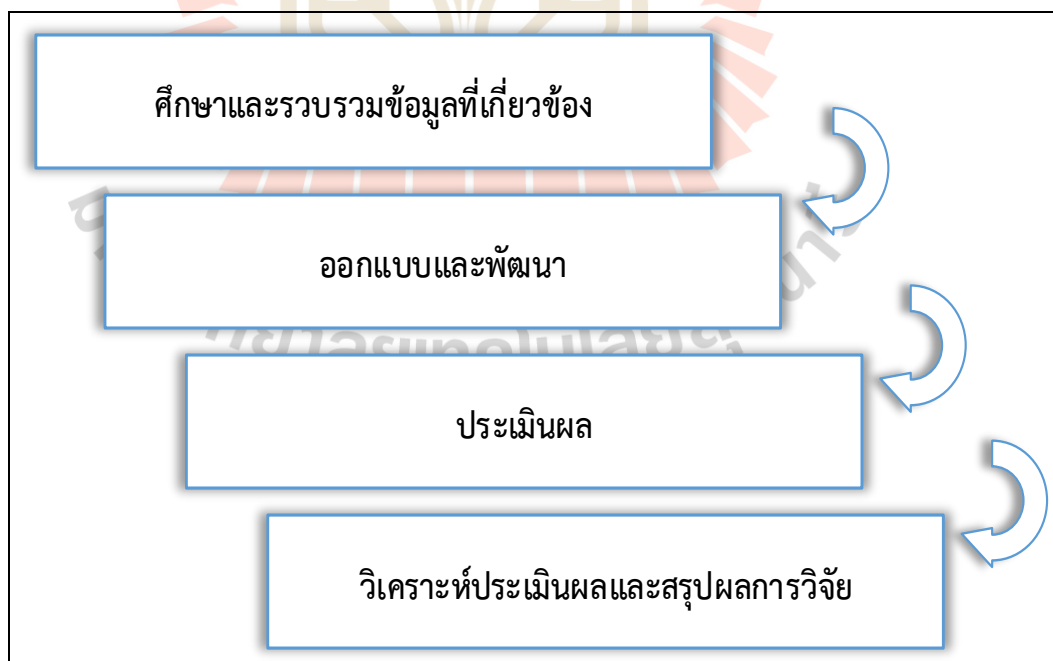 ศึกษาและรวบรวมข้อมูลที่เกี่ยวข้อง
ออกแบบและพัฒนา
ประเมินผล
วิเคราะห์ประเมินผลและสรุปผลการวิจัย